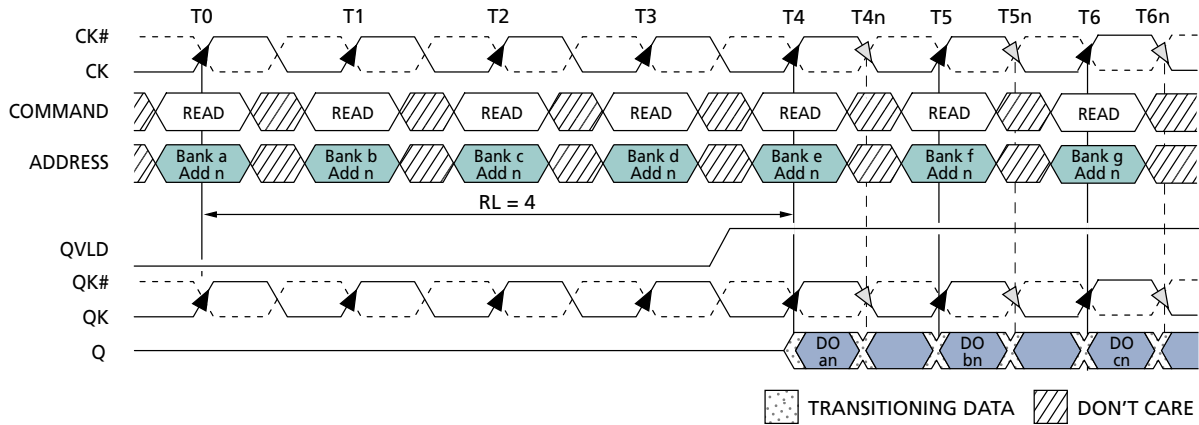 T0 T1 T2 T3 T4 T4n T5 T5n T6 T6n
CK#
CK
COMMAND READ READ READ READ READ READ READ
ADDRESS Bank a Add n Bank b Add n Bank c Add n Bank d Add n Bank e Add n Bank f Add n Bank g Add n
RL = 4
QVLD
QK#
QK
Q DO an DO bn DO cn
TRANSITIONING DATA DON'T CARE